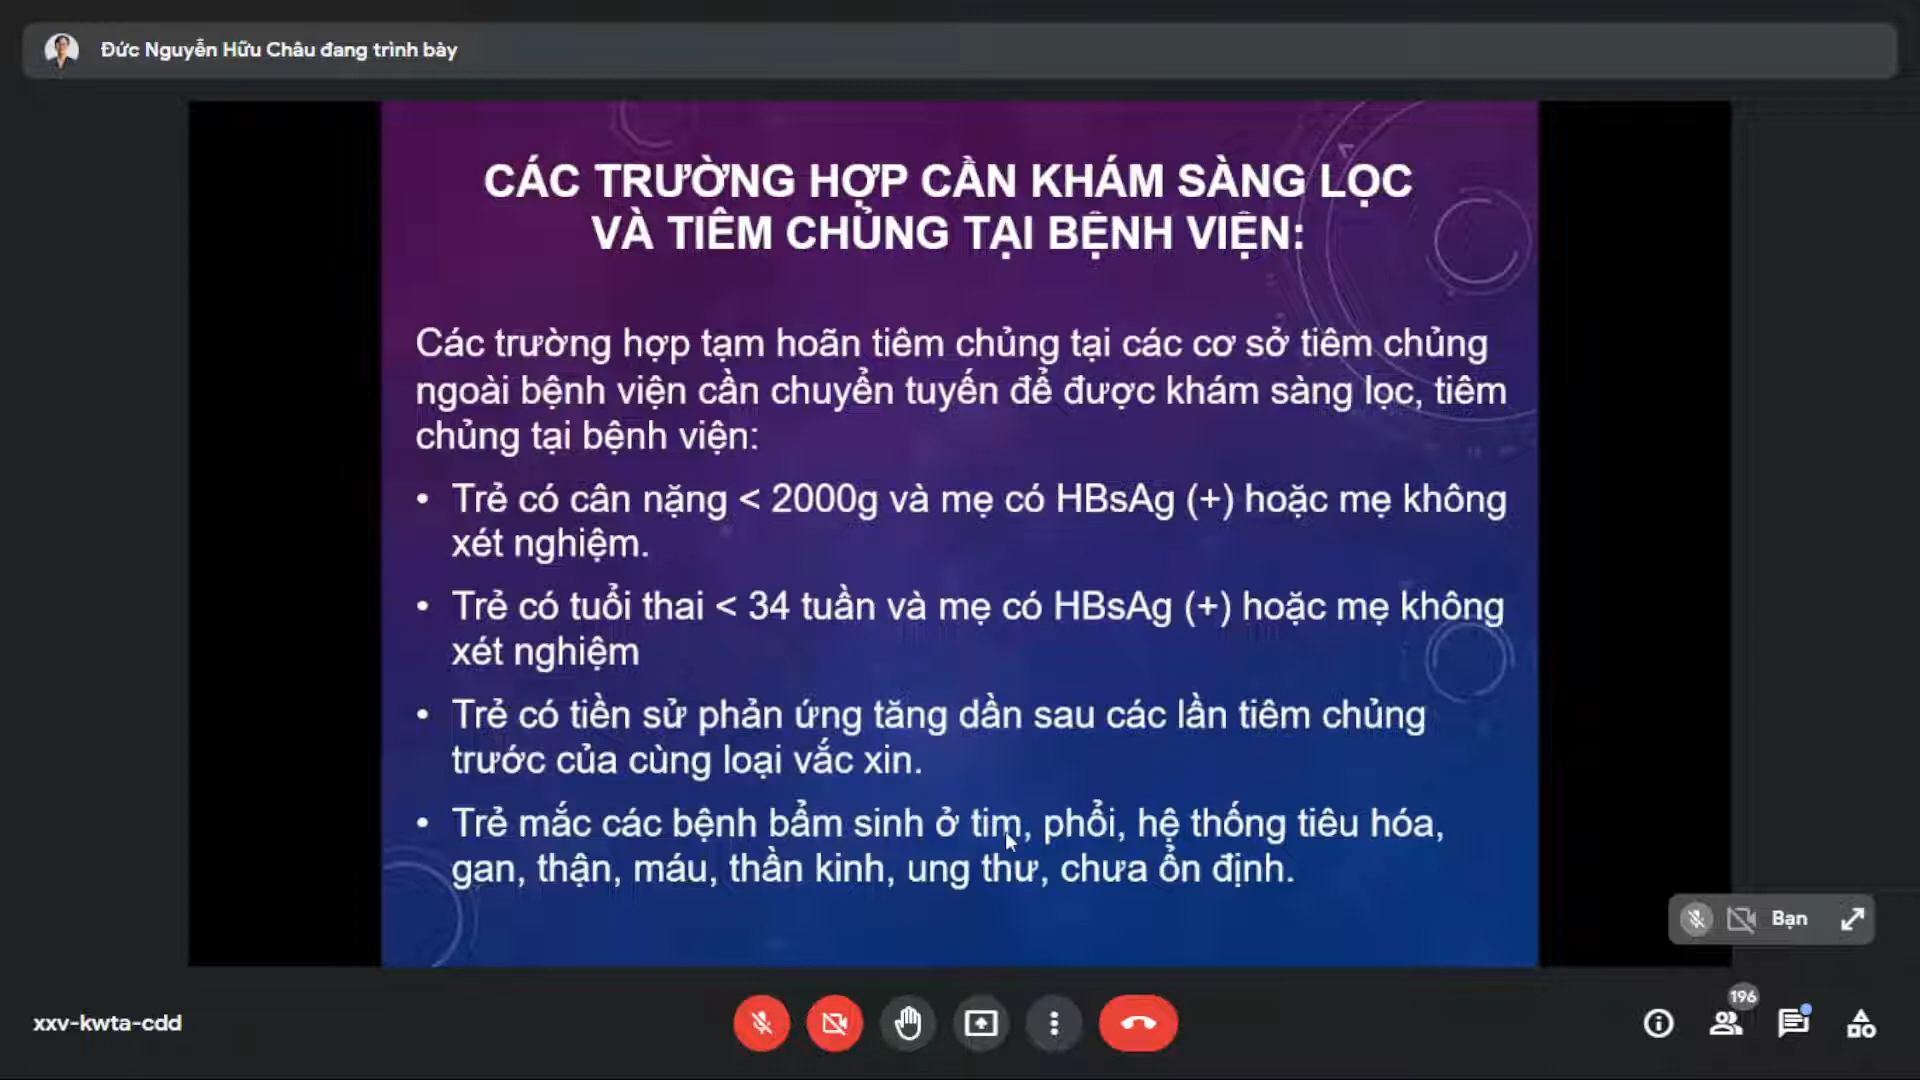 Đức Nguyễn Hữu Châu đang trình bày
CÁC TRƯỜNG HỢP CẦN KHÁM SÀNG LỌC
VÀ TIÊM CHỦNG TẠI BỆNH VIỆN:
Các trường hợp tạm hoãn tiêm chủng tại các cơ sở tiêm chủng
ngoài bệnh viện cần chuyển tuyến để được khám sàng lọc, tiêm
chủng tại bệnh viện:
• Trẻ có cân nặng < 2000g và mẹ có HBsAg (+) hoặc mẹ không
xét nghiệm.
• Trẻ có tuổi thai < 34 tuần và mẹ có HBsAg (+) hoặc mẹ không
xét nghiệm
• Trẻ có tiền sử phản ứng tăng dần sau các lần tiêm chủng
trước của cùng loại vắc xin.
• Trẻ mắc các bệnh bẩm sinh ở tim, phổi, hệ thống tiêu hóa,
gan, thận, máu, thần kinh, ung thư, chưa ổn định.
Bạn
196
xxv-kwta-cdd